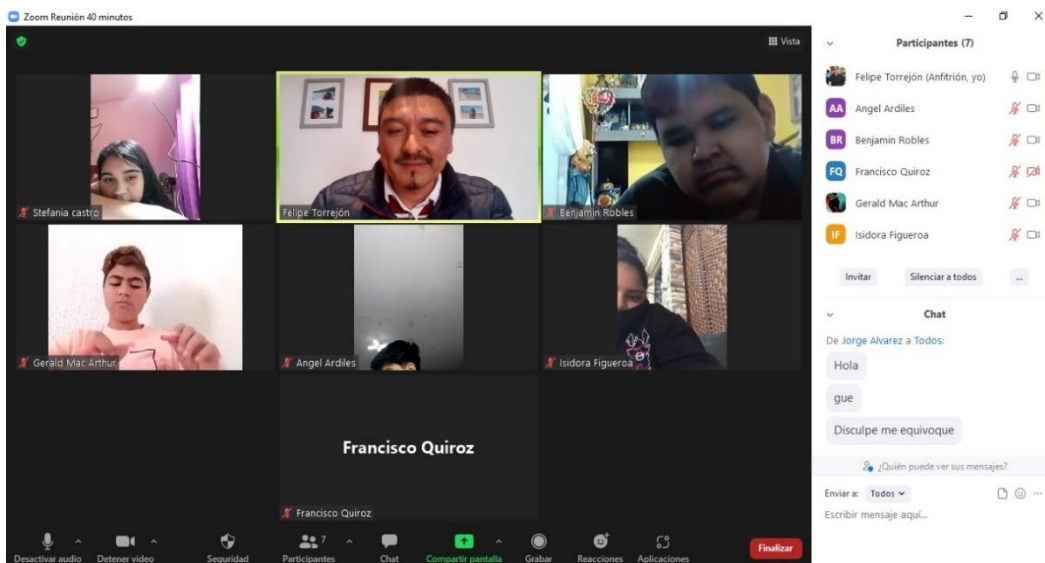 Zoom Reunión 40 minutos
Vista
Stefania castro
Felipe Torrejón
Benjamin Robles
Gerald Mac Arthur
Angel Ardiles
Isidora Figueroa
Francisco Quiroz
Francisco Quiroz
Desactivar audio
Detener video
Seguridad
7
Participantes
Chat
Compartir pantalla
Grabar
Reacciones
Aplicaciones
Finalizar
Participantes (7)
Felipe Torrejón (Anfitrión, yo)
AA Angel Ardiles
BR Benjamin Robles
FQ Francisco Quiroz
Gerald Mac Arthur
IF Isidora Figueroa
Invitar
Silenciar a todos
...
Chat
De Jorge Alvarez a Todos:
Hola
gue
Disculpe me equivoque
¿Quién puede ver sus mensajes?
Enviar a: Todos
Escribir mensaje aquí...